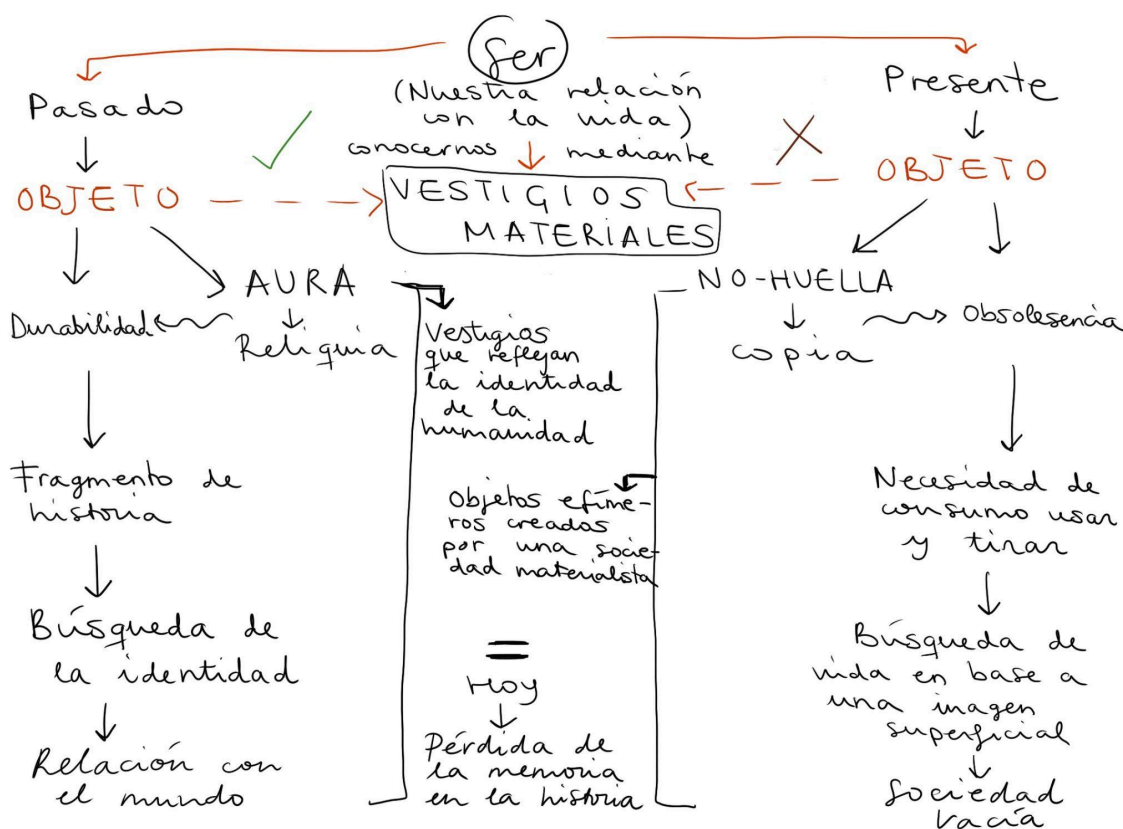 Ser
(Nuestra relación
con la vida)
conocernos mediante
VESTIGIOS
MATERIALES
Pasado
OBJETO
AURA
Reliquia
Durabilidad
Fragmento de
historia
Búsqueda de
la identidad
Relación con
el mundo
Vestigios
que reflejan
la identidad
de la
humanidad
Objetos efíme-
ros creados
por una socie-
dad materialista
=
Hoy
Pérdida de
la memoria
en la historia
Presente
OBJETO
NO-HUELLA
copia
Obsolesencia
Necesidad de
consumo usar
y tirar
Búsqueda de
vida en base a
una imagen
superficial
Sociedad
vacía